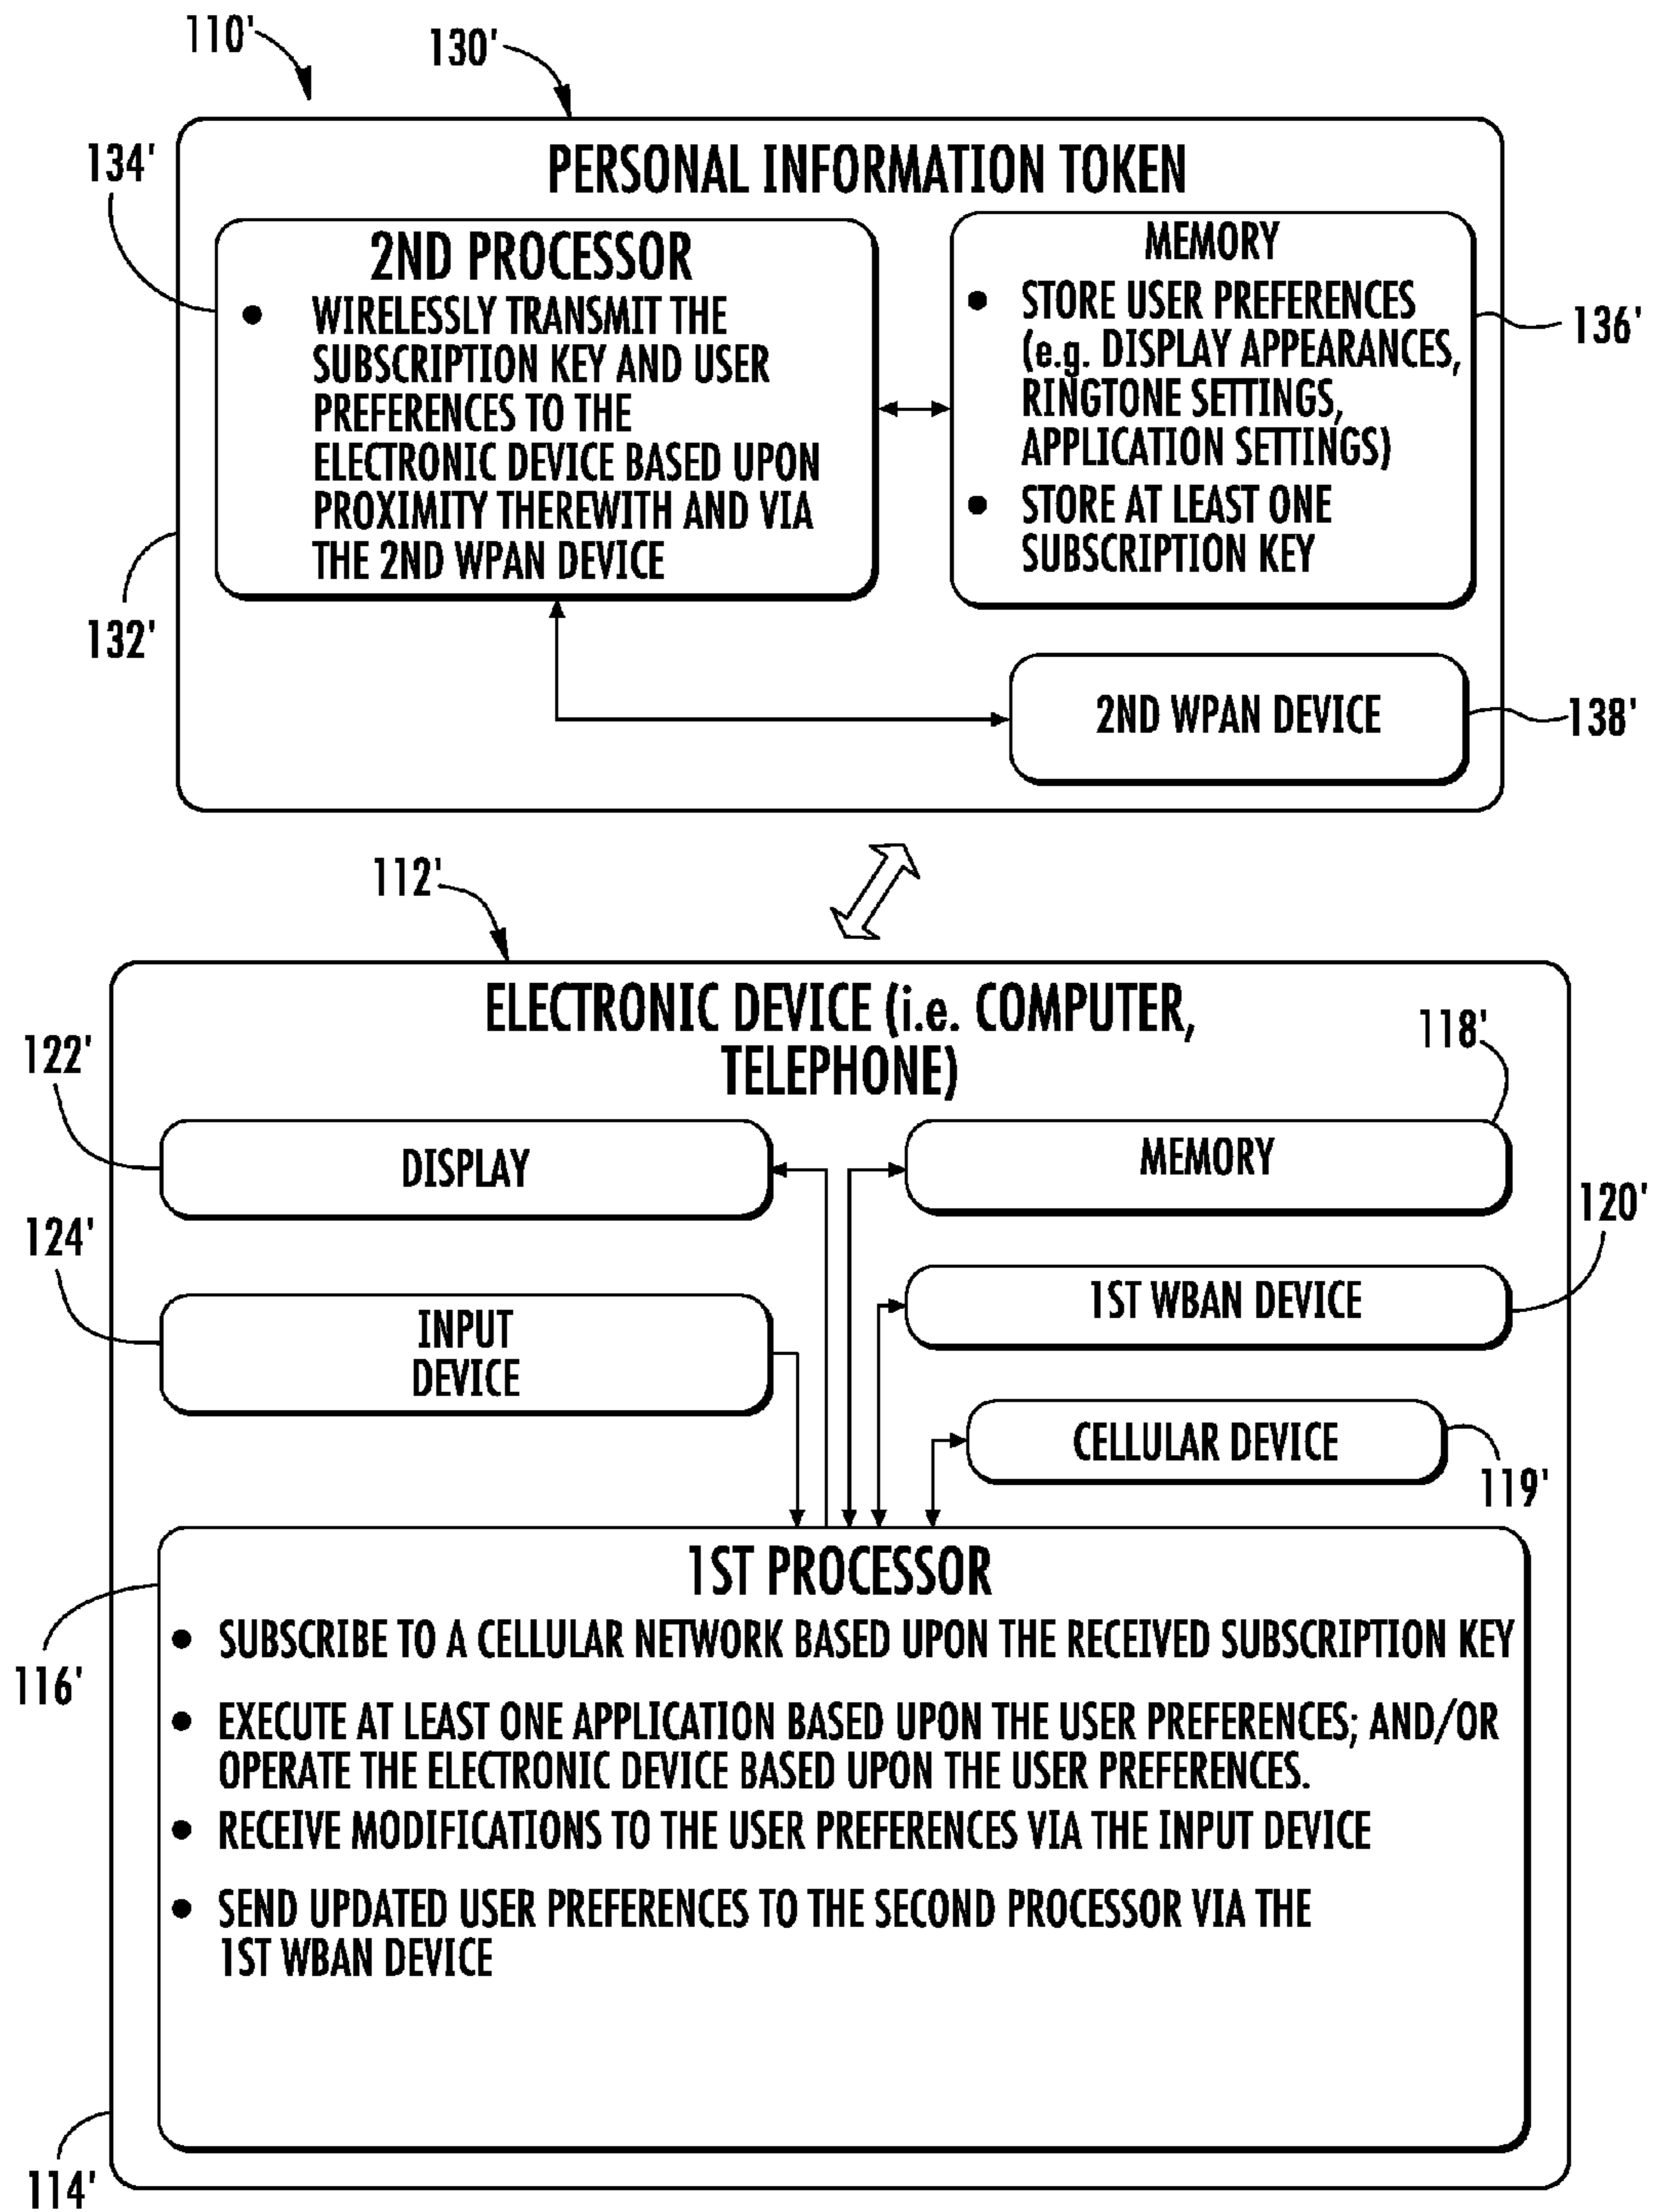 110'
130'
134'
PERSONAL INFORMATION TOKEN
2ND PROCESSOR
● WIRELESSLY TRANSMIT THE
SUBSCRIPTION KEY AND USER
PREFERENCES TO THE
ELECTRONIC DEVICE BASED UPON
PROXIMITY THEREWITH AND VIA
THE 2ND WPAN DEVICE
MEMORY
● STORE USER PREFERENCES
(e.g. DISPLAY APPEARANCES,
RINGTONE SETTINGS,
APPLICATION SETTINGS)
● STORE AT LEAST ONE
SUBSCRIPTION KEY
136'
132'
2ND WPAN DEVICE
138'
112'
ELECTRONIC DEVICE (i.e. COMPUTER,
TELEPHONE)
118'
122'
DISPLAY
MEMORY
120'
124'
INPUT
DEVICE
1ST WBAN DEVICE
CELLULAR DEVICE
119'
1ST PROCESSOR
● SUBSCRIBE TO A CELLULAR NETWORK BASED UPON THE RECEIVED SUBSCRIPTION KEY
116'
● EXECUTE AT LEAST ONE APPLICATION BASED UPON THE USER PREFERENCES; AND/OR
OPERATE THE ELECTRONIC DEVICE BASED UPON THE USER PREFERENCES.
● RECEIVE MODIFICATIONS TO THE USER PREFERENCES VIA THE INPUT DEVICE
● SEND UPDATED USER PREFERENCES TO THE SECOND PROCESSOR VIA THE
1ST WBAN DEVICE
114'